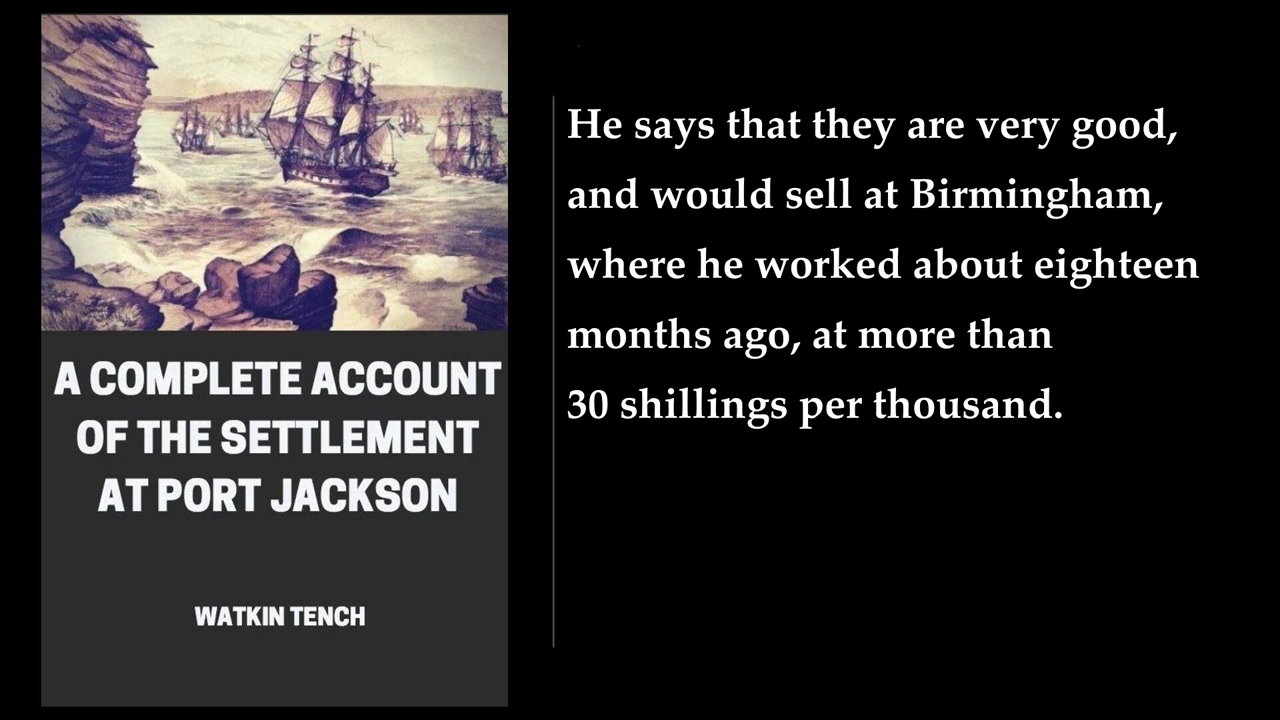 A COMPLETE ACCOUNT
OF THE SETTLEMENT
AT PORT JACKSON
WATKIN TENCH
He says that they are very good,
and would sell at Birmingham,
where he worked about eighteen
months ago, at more than
30 shillings per thousand.